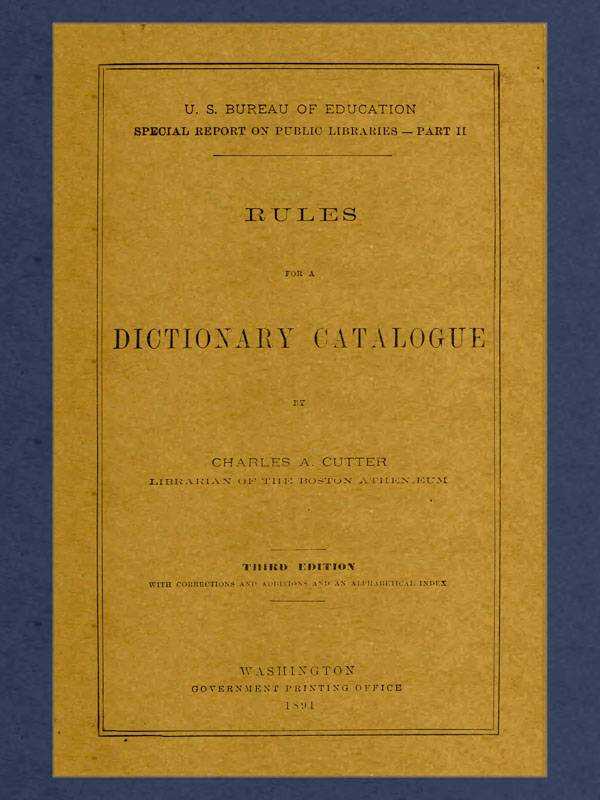 U. S. BUREAU OF EDUCATION
SPECIAL REPORT ON PUBLIC LIBRARIES — PART II
RULES
FOR A
DICTIONARY CATALOGUE
BY
CHARLES A. CUTTER
LIBRARIAN OF THE BOSTON ATHENÆUM
THIRD EDITION
WITH CORRECTIONS AND ADDITIONS AND AN ALPHABETICAL INDEX
WASHINGTON
GOVERNMENT PRINTING OFFICE
1891